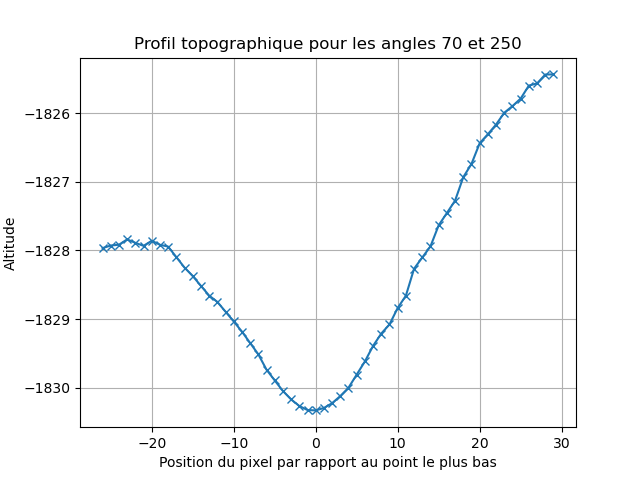 Profil topographique pour les angles 70 et 250
−1826
−1827
−1828
−1829
−1830
Altitude
−20 −10 0 10 20 30
Position du pixel par rapport au point le plus bas